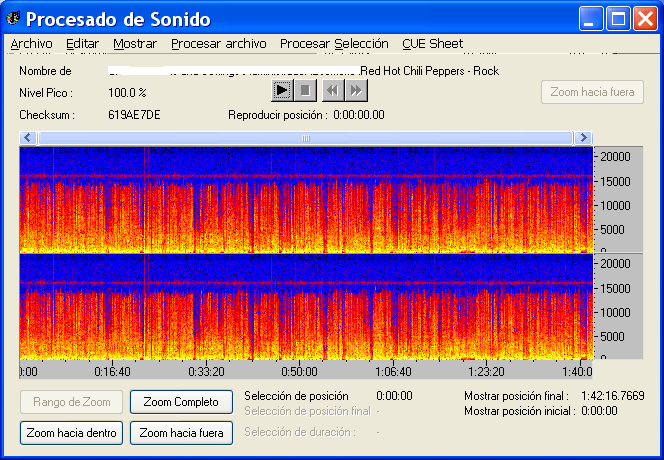 Procesado de Sonido
Archivo Editar Mostrar Procesar archivo Procesar Selección CUE Sheet
Nombre de .Red Hot Chili Peppers - Rock
Nivel Pico : 100.0 %
Zoom hacia fuera
Checksum : 619AE7DE Reproducir posición : 0:00:00.00
20000
15000
10000
5000
0
20000
15000
10000
5000
0
0:00 0:16:40 0:33:20 0:50:00 1:06:40 1:23:20 1:40:0
Rango de Zoom Zoom Completo Selección de posición 0:00:00 Mostrar posición final : 1:42:16.7669
Selección de posición final - Mostrar posición inicial : 0:00:00
Zoom hacia dentro Zoom hacia fuera Selección de duración : -